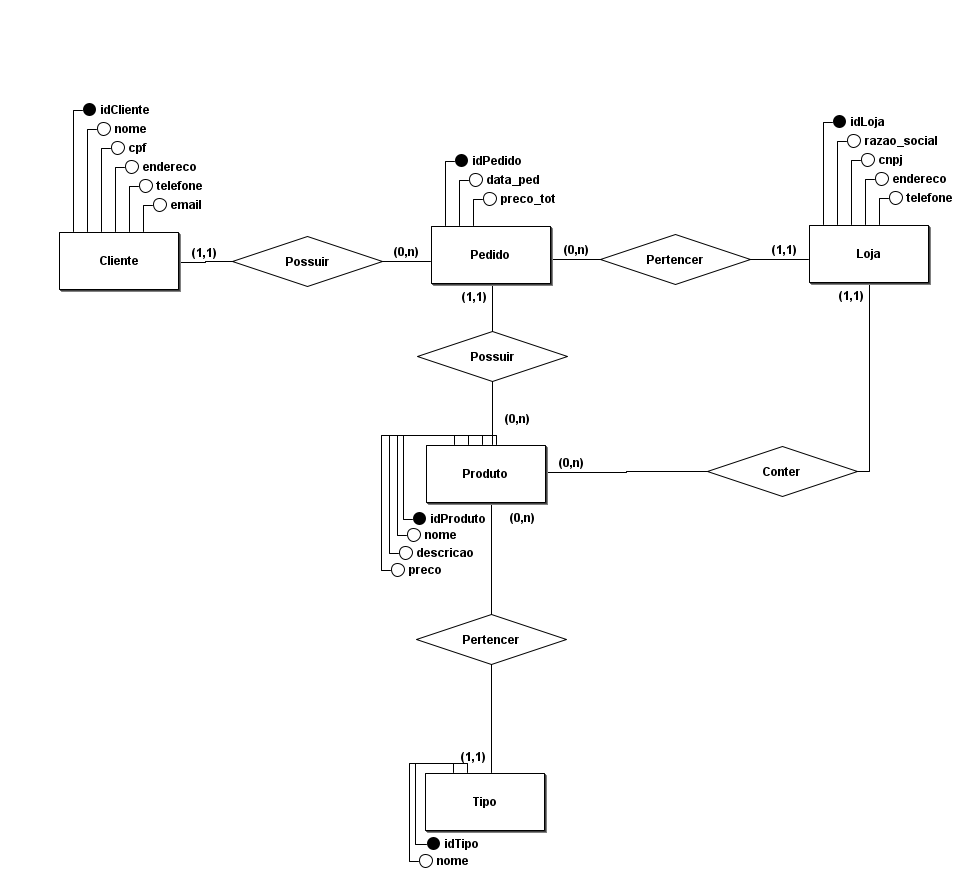 idCliente
nome
cpf
endereco
telefone
email
Cliente
(1,1)
Possuir
(0,n)
idPedido
data_ped
preco_tot
Pedido
(0,n)
Pertencer
(1,1)
idLoja
razao_social
cnpj
endereco
telefone
Loja
(1,1)
(1,1)
Possuir
(0,n)
Produto
(0,n)
Conter
idProduto
nome
descricao
preco
(0,n)
Pertencer
(1,1)
Tipo
idTipo
nome